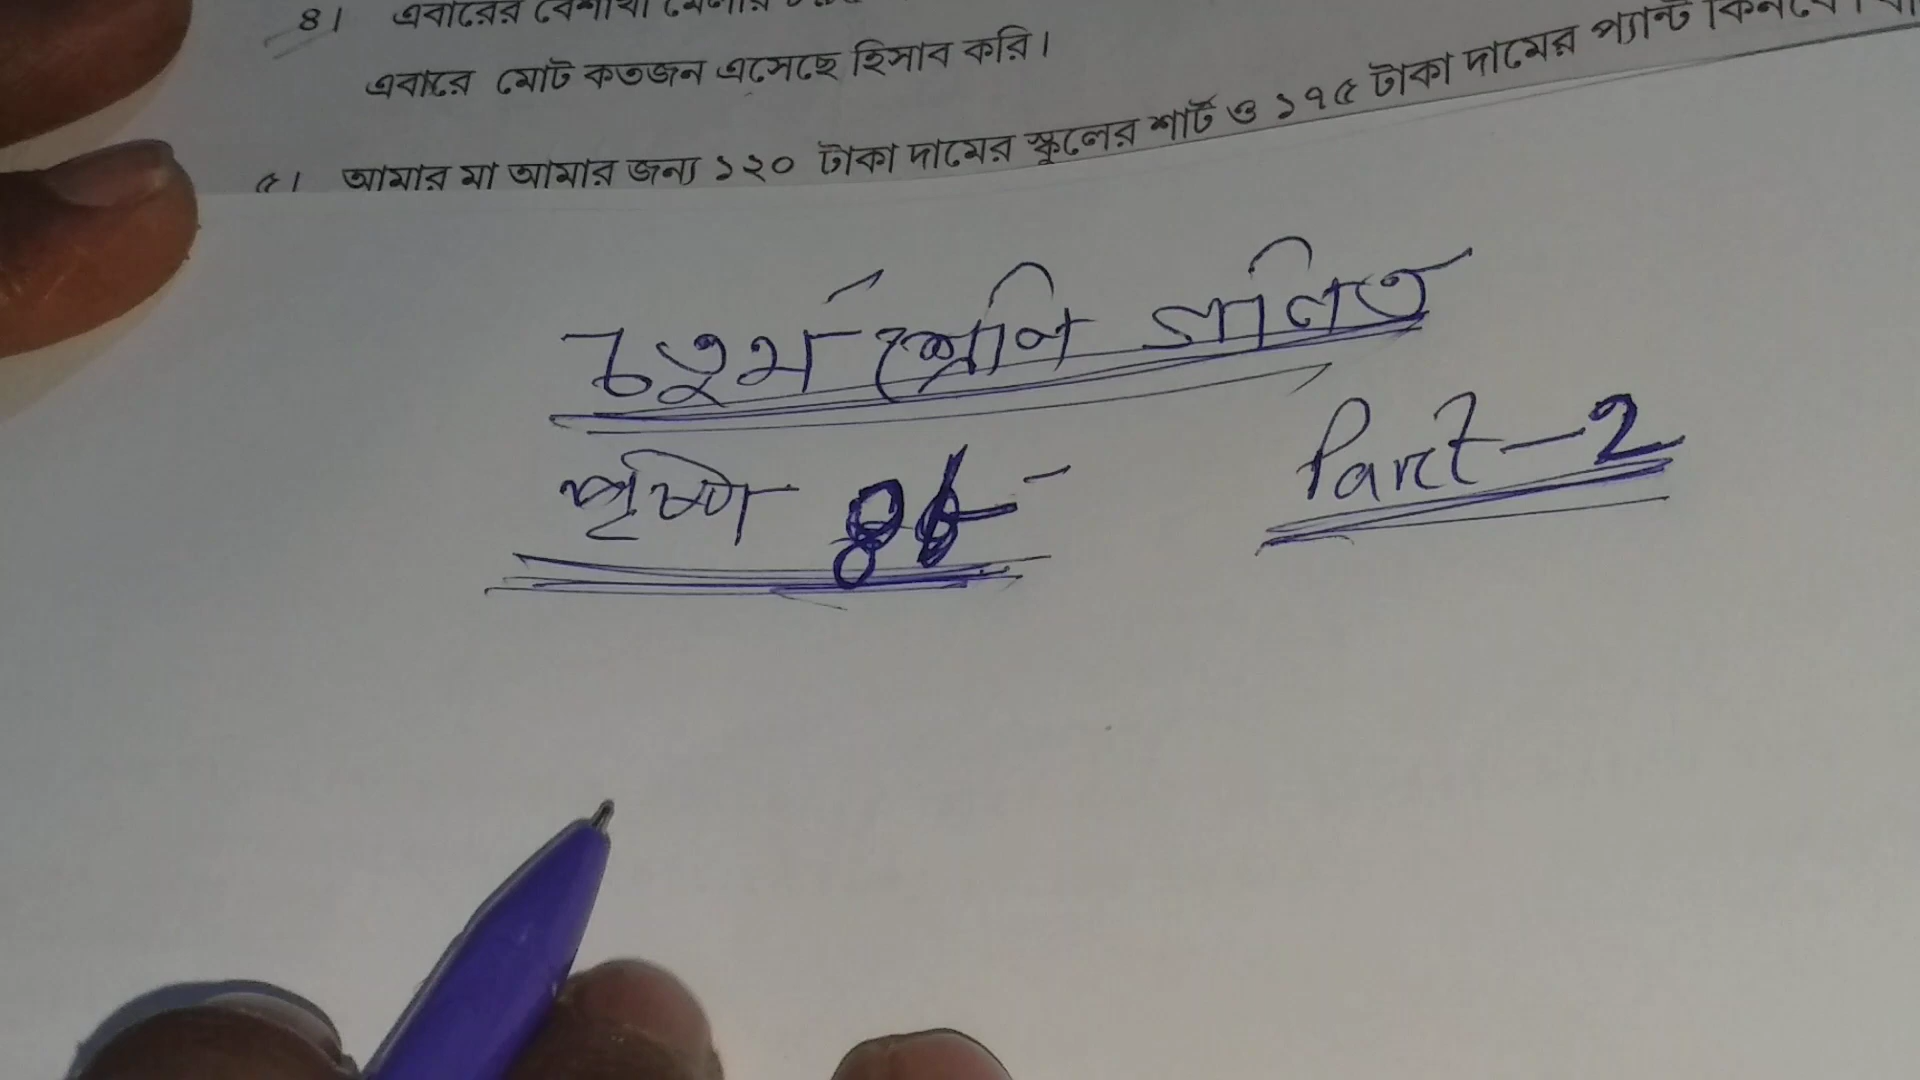 ৪। এবারের বৈশাখী মেলায়
এবারে মোট কতজন এসেছে হিসাব করি।
৫। আমার মা আমার জন্য ১২০ টাকা দামের স্কুলের শার্ট ও ১৭৫ টাকা দামের প্যান্ট কিনবে।
চতুর্থ শ্রেণি গণিত
পৃষ্ঠা
Part-2